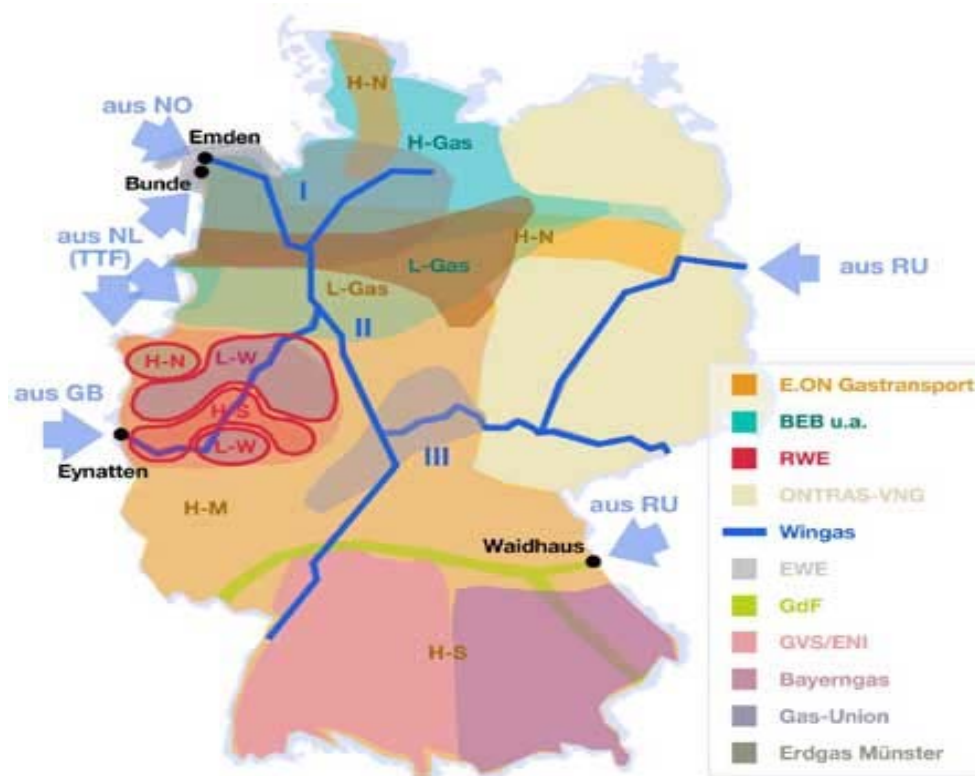 H-N
aus NO
Emden
H-Gas
Bunde
I
aus NL
(TTF)
H-N
L-Gas
aus RU
L-Gas
II
H-N
L-W
aus GB
H-S
L-W
Eynatten
III
H-M
aus RU
Waidhaus
H-S
E.ON Gastransport
BEB u.a.
RWE
ONTRAS-VNG
Wingas
EWE
GdF
GVS/ENI
Bayerngas
Gas-Union
Erdgas Münster